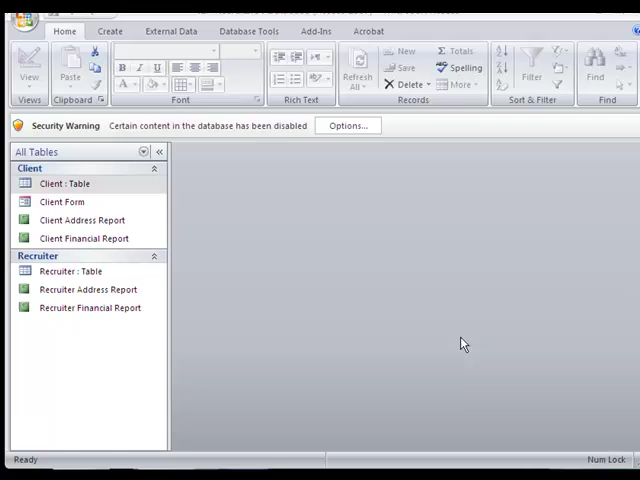 Home Create External Data Database Tools Add-Ins Acrobat
View
Views
Paste
Clipboard
B I U
A
Font
Rich Text
Refresh
All
New
Save
Delete
Totals
Spelling
More
Records
Filter
Sort & Filter
Find
Find
Security Warning Certain content in the database has been disabled Options...
All Tables
Client
Client : Table
Client Form
Client Address Report
Client Financial Report
Recruiter
Recruiter : Table
Recruiter Address Report
Recruiter Financial Report
Ready Num Lock